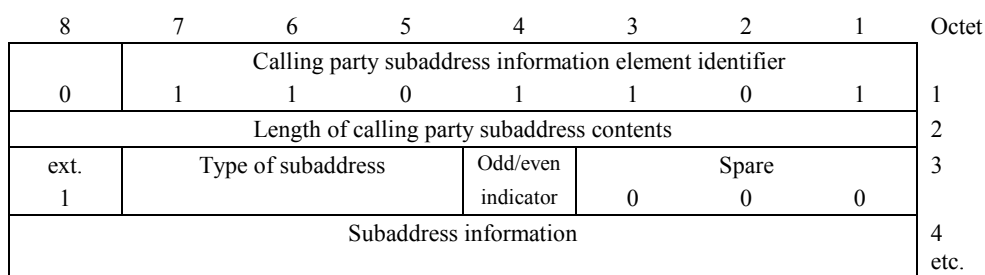 8 7 6 5 4 3 2 1 Octet
Calling party subaddress information element identifier
0 1 1 0 1 1 0 1 1
Length of calling party subaddress contents 2
ext. Type of subaddress Odd/even Spare 3
1 indicator 0 0 0
Subaddress information 4
etc.